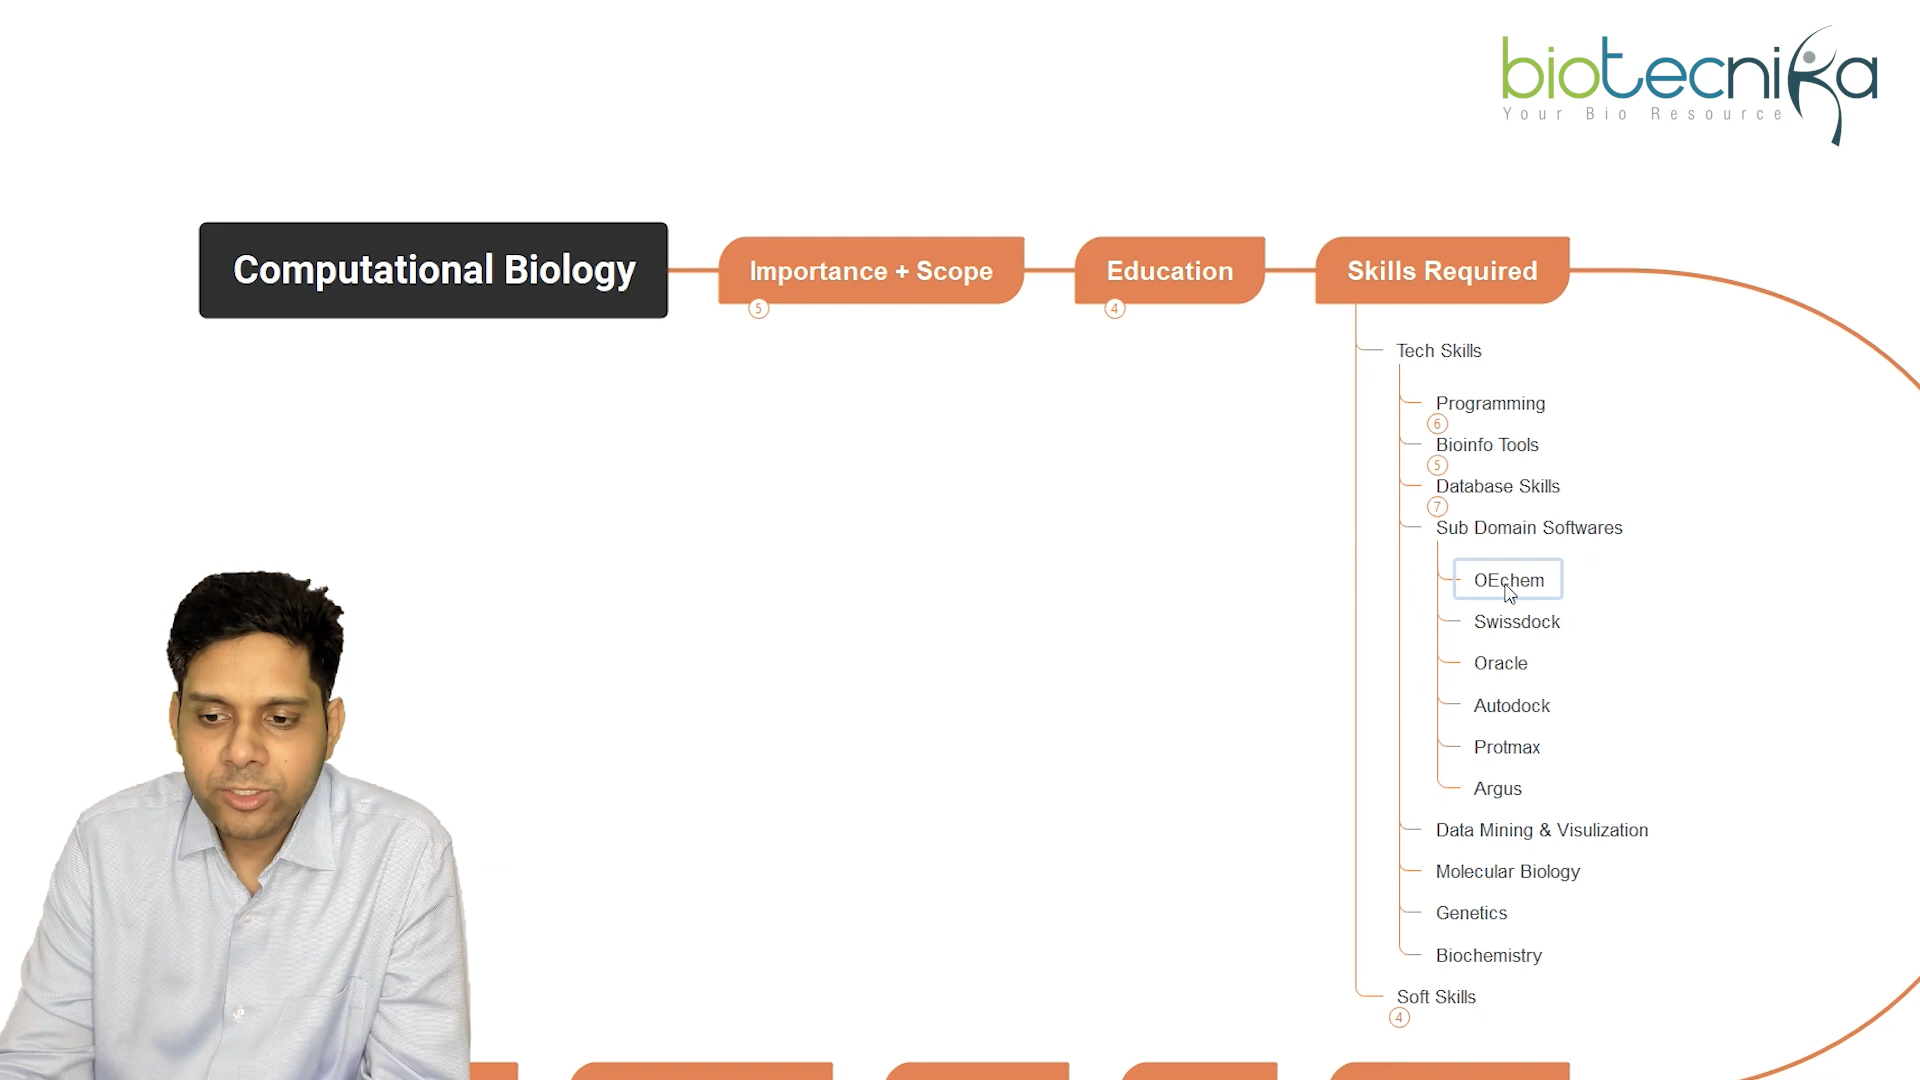 biotecnika
Your Bio Resource
Computational Biology
Importance + Scope
5
Education
4
Skills Required
Tech Skills
Programming
6
Bioinfo Tools
5
Database Skills
7
Sub Domain Softwares
OEchem
Swissdock
Oracle
Autodock
Protmax
Argus
Data Mining & Visulization
Molecular Biology
Genetics
Biochemistry
Soft Skills
4